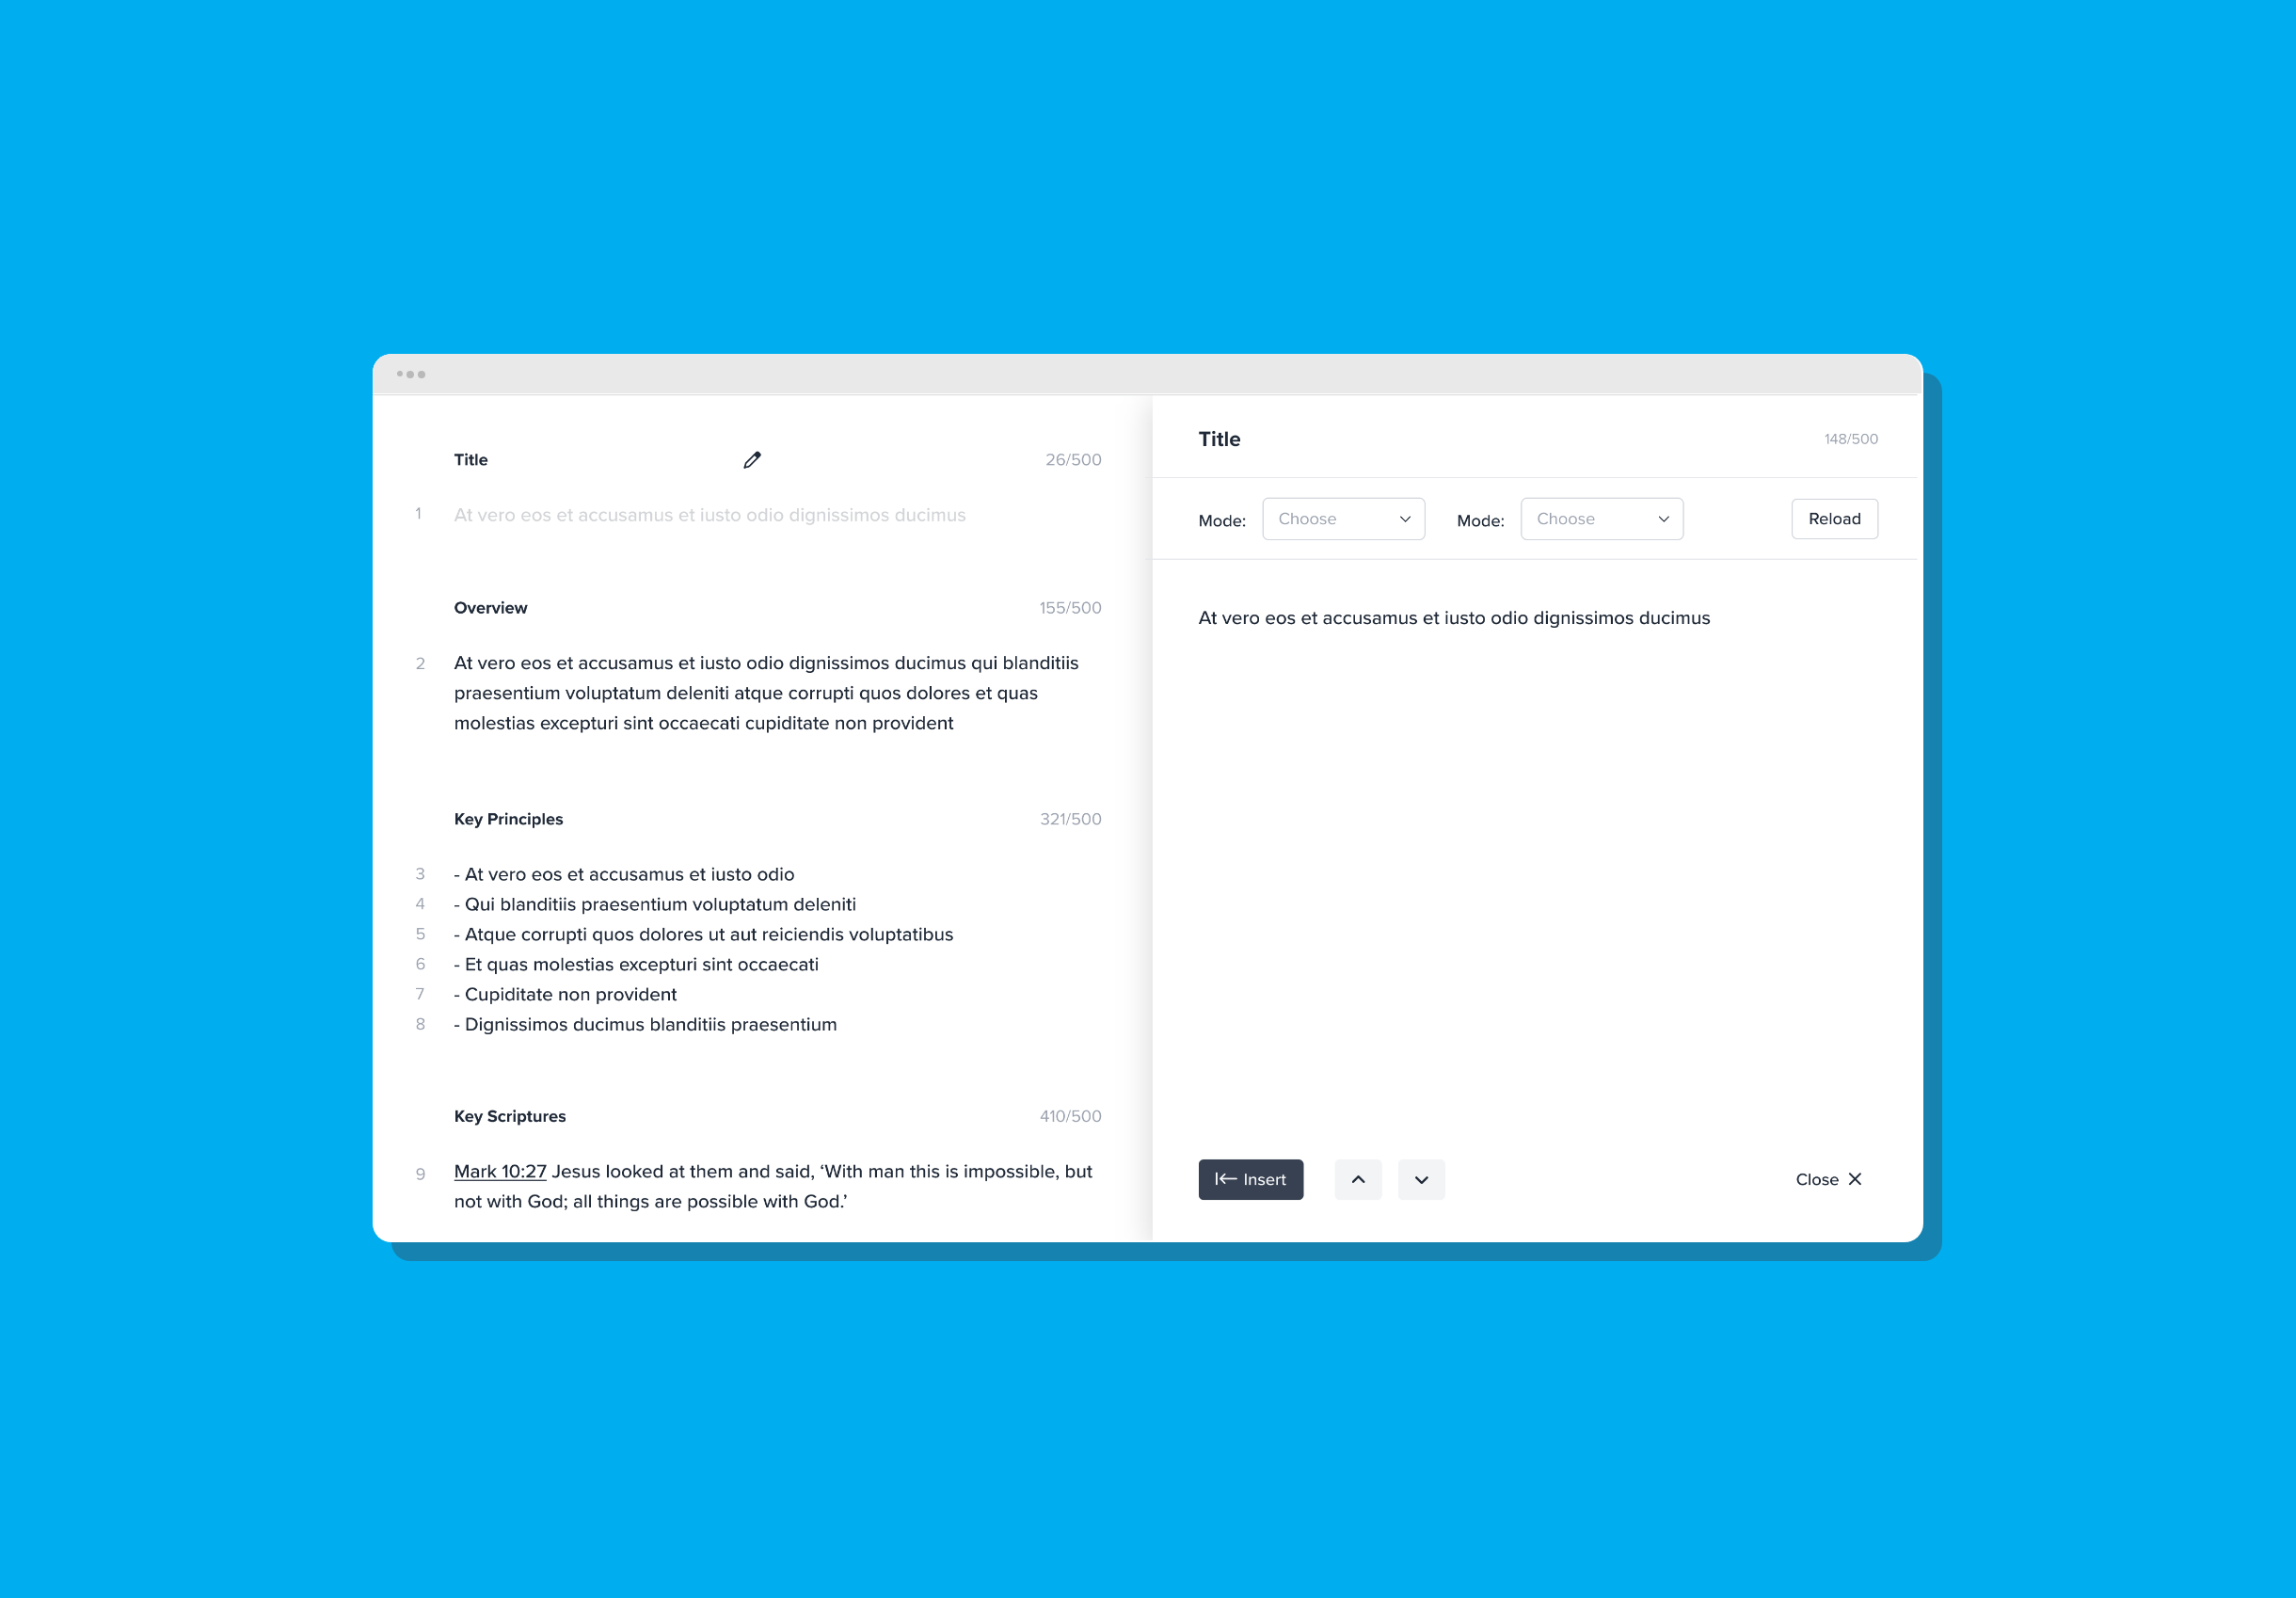 Title 26/500
1 At vero eos et accusamus et iusto odio dignissimos ducimus
Overview 155/500
2 At vero eos et accusamus et iusto odio dignissimos ducimus qui blanditiis
praesentium voluptatum deleniti atque corrupti quos dolores et quas
molestias excepturi sint occaecati cupiditate non provident
Key Principles 321/500
3 - At vero eos et accusamus et iusto odio
4 - Qui blanditiis praesentium voluptatum deleniti
5 - Atque corrupti quos dolores ut aut reiciendis voluptatibus
6 - Et quas molestias excepturi sint occaecati
7 - Cupiditate non provident
8 - Dignissimos ducimus blanditiis praesentium
Key Scriptures 410/500
9 Mark 10:27 Jesus looked at them and said, ‘With man this is impossible, but
not with God; all things are possible with God.’
Title 148/500
Mode: Choose Mode: Choose Reload
At vero eos et accusamus et iusto odio dignissimos ducimus
Insert Close